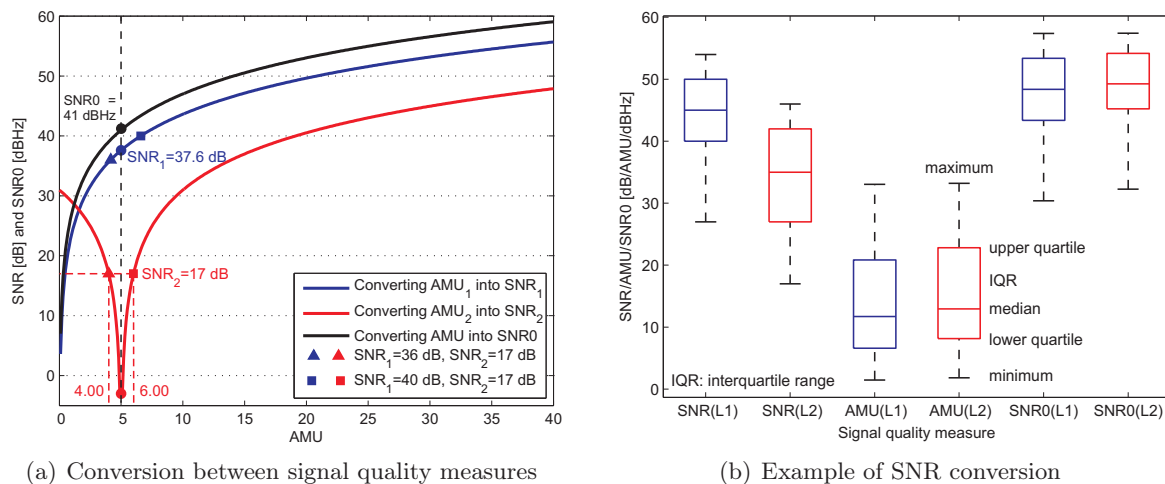 60
50
40
30
20
10
0
SNR [dB] and SNR0 [dBHz]
SNR0 =
41 dBHz
SNR₁=37.6 dB
SNR₂=17 dB
4.00
6.00
Converting AMU₁ into SNR₁
Converting AMU₂ into SNR₂
Converting AMU into SNR0
SNR₁=36 dB, SNR₂=17 dB
SNR₁=40 dB, SNR₂=17 dB
0 5 10 15 20 25 30 35 40
AMU
(a) Conversion between signal quality measures
60
50
40
30
20
10
0
SNR/AMU/SNR0 [dB/AMU/dBHz]
maximum
upper quartile
IQR
median
lower quartile
minimum
IQR: interquartile range
SNR(L1) SNR(L2) AMU(L1) AMU(L2) SNR0(L1) SNR0(L2)
Signal quality measure
(b) Example of SNR conversion